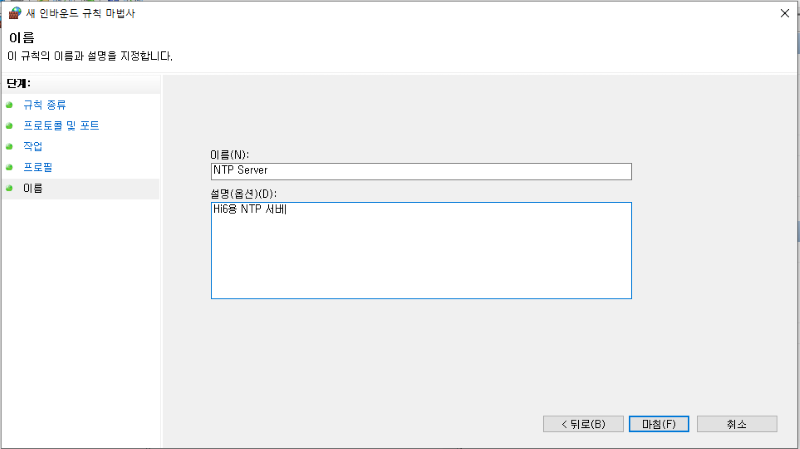 새 인바운드 규칙 마법사
이름
이 규칙의 이름과 설명을 지정합니다.
단계:
규칙 종류
프로토콜 및 포트
작업
프로필
이름
이름(N):
NTP Server
설명(옵션)(D):
Hi6용 NTP 서버
< 뒤로(B)
마침(F)
취소